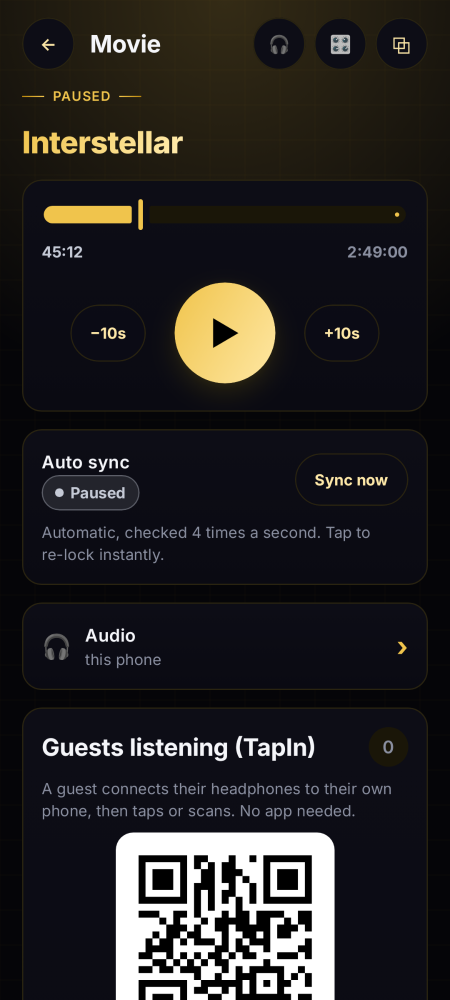 Movie
PAUSED
Interstellar
45:12
2:49:00
−10s
+10s
Auto sync
Paused
Sync now
Automatic, checked 4 times a second. Tap to
re-lock instantly.
Audio
this phone
Guests listening (TapIn)
0
A guest connects their headphones to their own
phone, then taps or scans. No app needed.